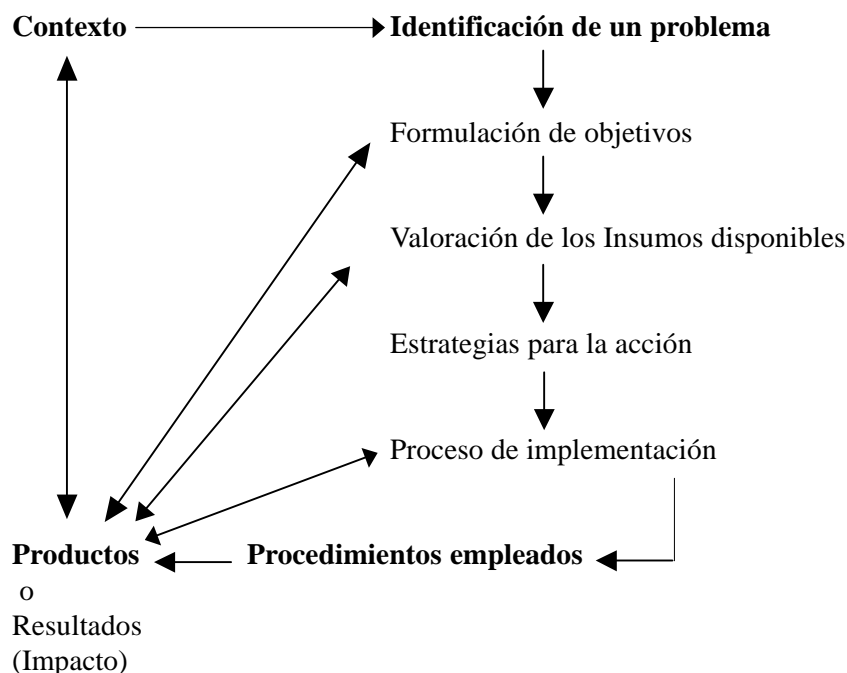 Contexto
Identificación de un problema
Formulación de objetivos
Valoración de los Insumos disponibles
Estrategias para la acción
Proceso de implementación
Productos
Procedimientos empleados
o
Resultados
(Impacto)